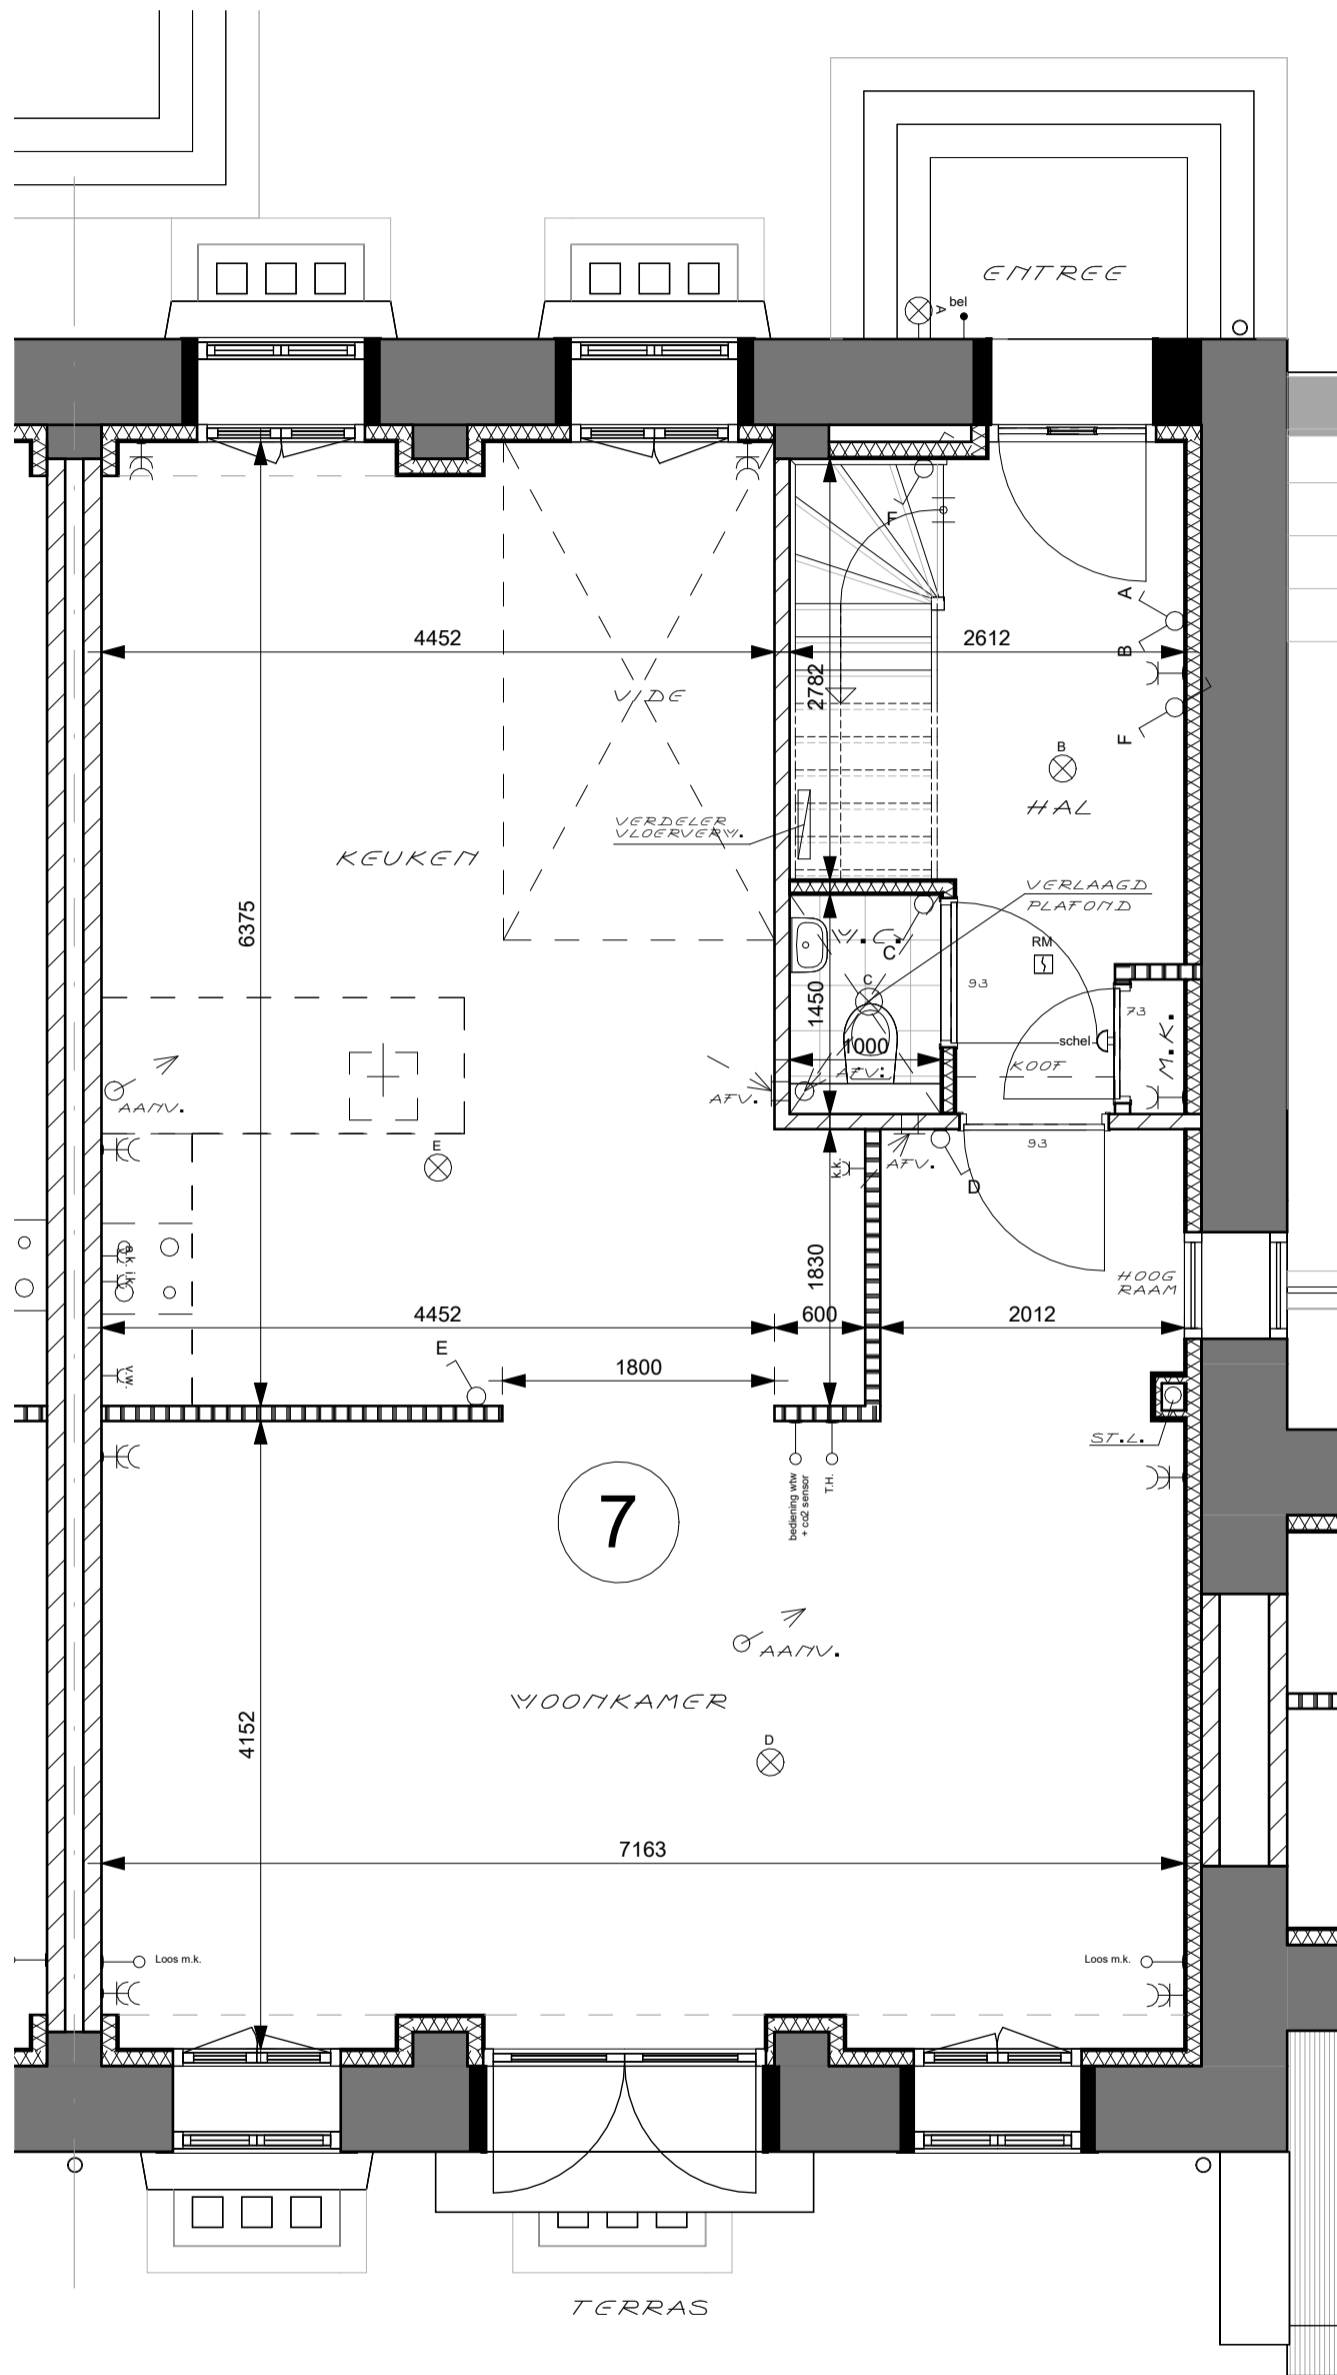 ENTREE
A
bel
F
A
4452
2612
B
2782
VIDE
F
B
HAL
VERDELER
VLOERVERW.
KEUKEN
VERLAAGD
PLAFOND
6375
W.C.
C
RM
C
93
1450
73
schel
M.K.
1000
KOOF
AFV.
AFV.
AANV.
93
E
k.k.
AFV.
D
1830
HOOG
RAAM
4452
600
2012
E
1800
v.w.
ST.L.
bediening wtw
+ co2 sensor
T.H.
7
AANV.
WOONKAMER
4152
D
7163
Loos m.k.
Loos m.k.
TERRAS